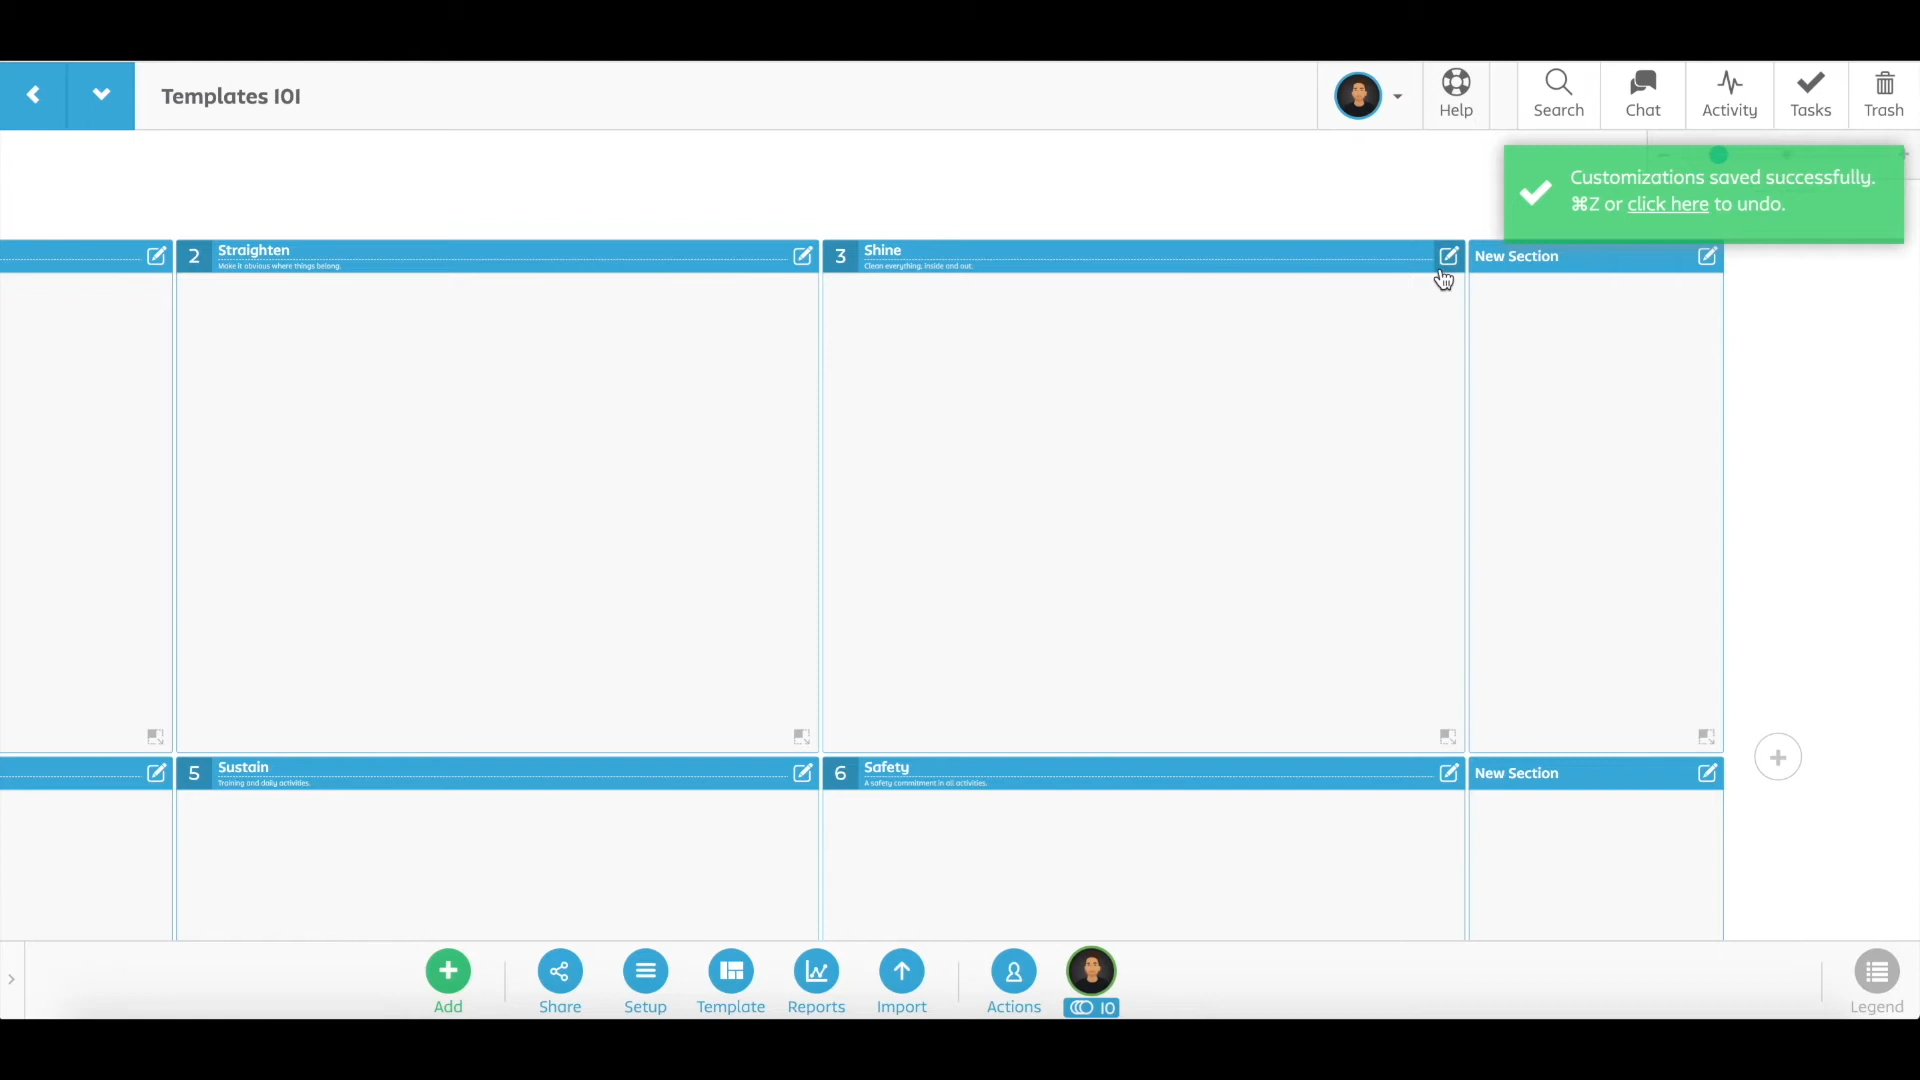 Templates 101
Help
Search
Chat
Activity
Tasks
Trash
Customizations saved successfully.
⌘Z or click here to undo.
2
Straighten
Make it obvious where things belong.
3
Shine
Clean everything, inside and out.
New Section
5
Sustain
Training and daily activities.
6
Safety
A safety commitment in all activities.
New Section
Add
Share
Setup
Template
Reports
Import
Actions
10
Legend